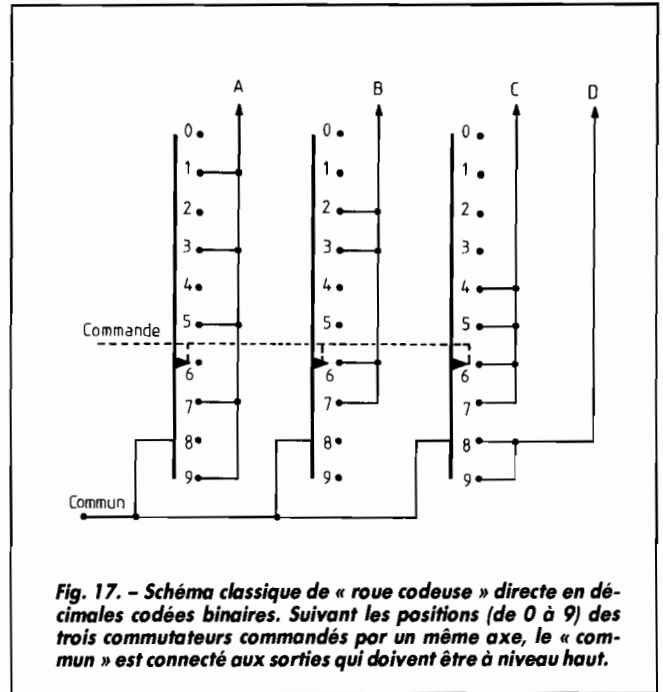 A B C D
0 0 0
1 1 1
2 2 2
3 3 3
4 4 4
5 5 5
Commande
6 6 6
7 7 7
8 8 8
9 9 9
Commun
Fig. 17. – Schéma classique de « roue codeuse » directe en dé-
cimales codées binaires. Suivant les positions (de 0 à 9) des
trois commutateurs commandés por un même axe, le « com-
mun » est connecté aux sorties qui doivent être à niveau haut.